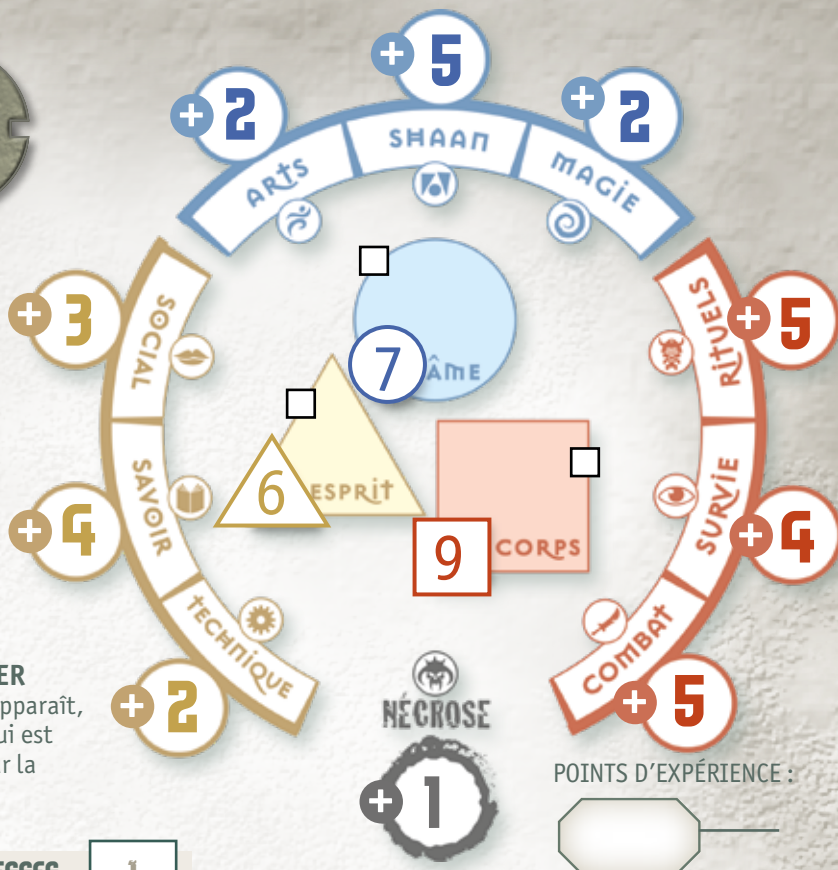 +5
+2
+2
SHAAN
ARTS
MAGIE
+3
SOCIAL
RITUELS
+5
7
ÂME
6
ESPRIT
+4
SAVOIR
SURVIE
+4
9
CORPS
TECHNIQUE
COMBAT
+2
+5
NÉCROSE
+1
ER
pparaît,
ui est
r la
POINTS D'EXPÉRIENCE :